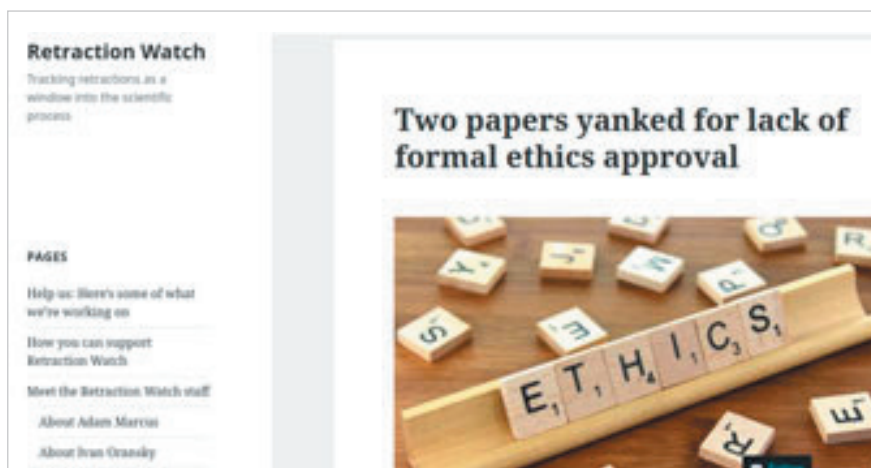 Retraction Watch
Tracking retractions as a
window into the scientific
process
PAGES
Help us: Here's some of what
we're working on
How you can support
Retraction Watch
Meet the Retraction Watch staff
About Adam Marcus
About Ivan Oransky
Two papers yanked for lack of
formal ethics approval
C J O R
Y J M P
S E
ETHICS
R E